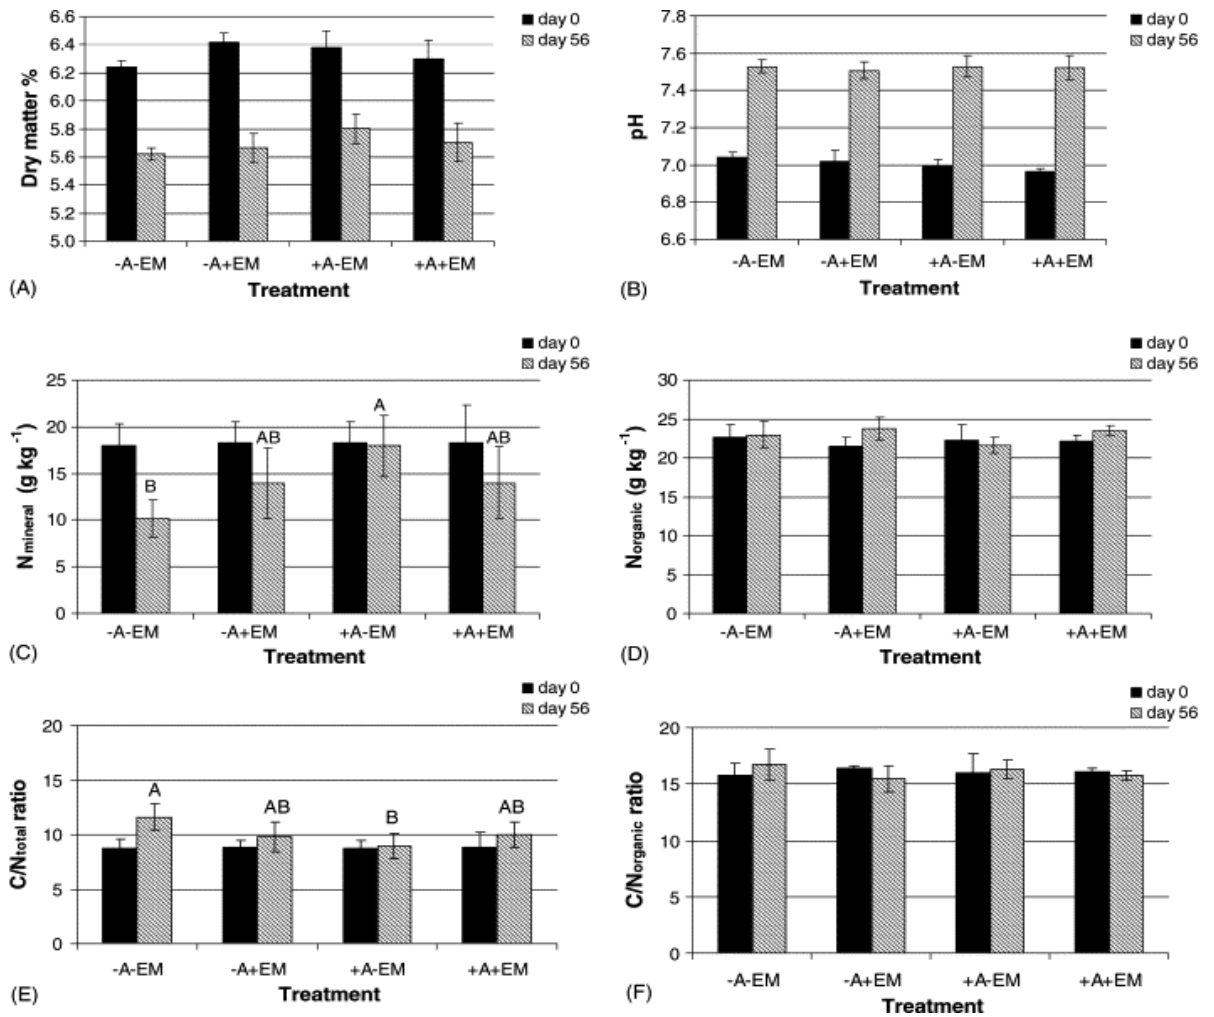 day 0
day 56
6.6
6.4
6.2
6.0
5.8
5.6
5.4
5.2
5.0
Dry matter %
-A-EM -A+EM +A-EM +A+EM
Treatment
(A)
day 0
day 56
7.8
7.6
7.4
7.2
7.0
6.8
6.6
pH
-A-EM -A+EM +A-EM +A+EM
Treatment
(B)
day 0
day 56
25
20
15
10
5
0
Nmineral (g kg-1)
B AB A AB
-A-EM -A+EM +A-EM +A+EM
Treatment
(C)
day 0
day 56
30
25
20
15
10
5
0
Norganic (g kg-1)
-A-EM -A+EM +A-EM +A+EM
Treatment
(D)
day 0
day 56
20
15
10
5
0
C/Ntotal ratio
A AB B AB
-A-EM -A+EM +A-EM +A+EM
Treatment
(E)
day 0
day 56
20
15
10
5
0
C/Norganic ratio
-A-EM -A+EM +A-EM +A+EM
Treatment
(F)